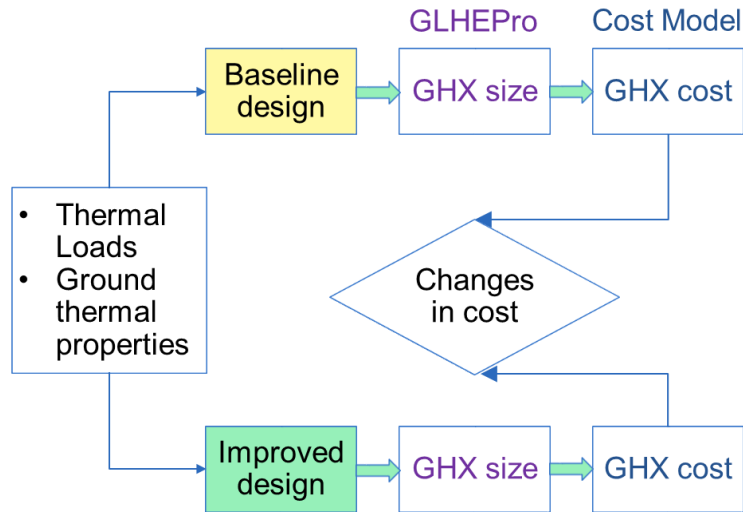 GLHEPro
Cost Model
Baseline
design
GHX size
GHX cost
• Thermal
Loads
• Ground
thermal
properties
Changes
in cost
Improved
design
GHX size
GHX cost